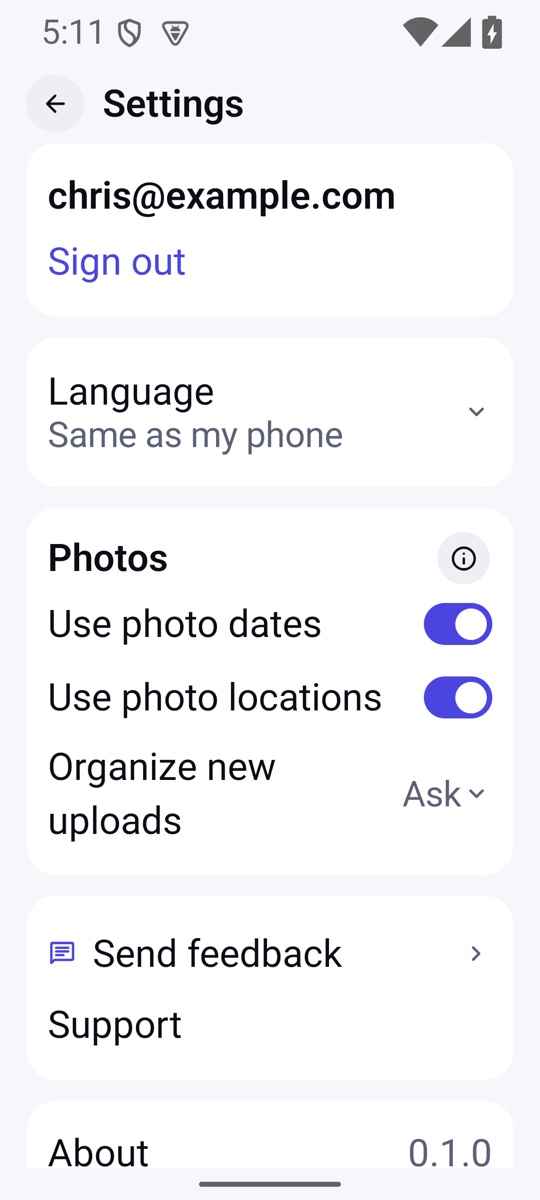 5:11
Settings
chris@example.com
Sign out
Language
Same as my phone
Photos
Use photo dates
Use photo locations
Organize new
uploads
Ask
Send feedback
Support
About 0.1.0